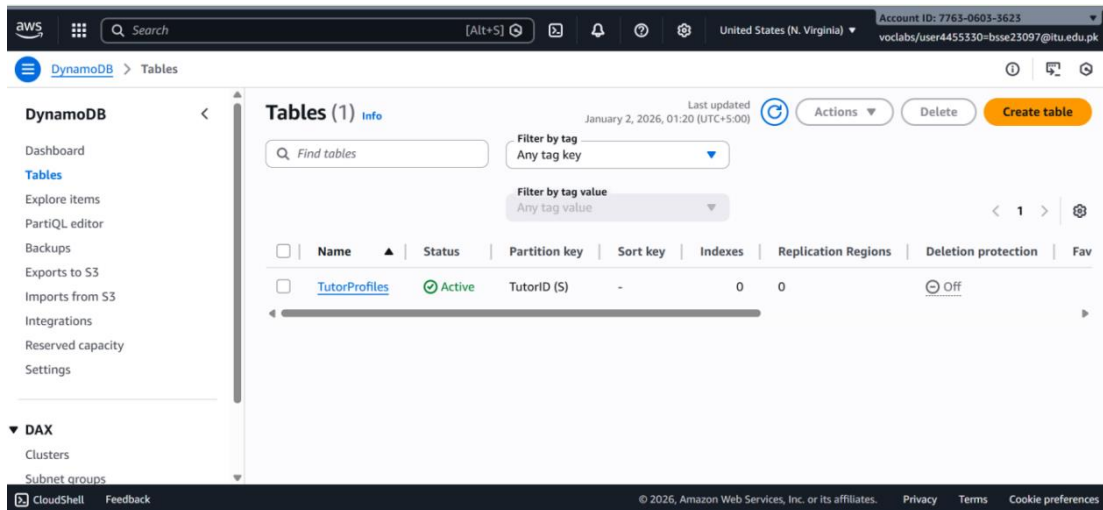 aws
Search
[Alt+S]
United States (N. Virginia)
Account ID: 7763-0603-3623
voclabs/user4455330=bsse23097@itu.edu.pk
DynamoDB > Tables
DynamoDB
Dashboard
Tables
Explore items
PartiQL editor
Backups
Exports to S3
Imports from S3
Integrations
Reserved capacity
Settings
DAX
Clusters
Subnet groups
Tables (1) Info
Last updated
January 2, 2026, 01:20 (UTC+5:00)
Actions
Delete
Create table
Find tables
Filter by tag
Any tag key
Filter by tag value
Any tag value
< 1 >
Name Status Partition key Sort key Indexes Replication Regions Deletion protection Fav
TutorProfiles Active TutorID (S) - 0 0 Off
CloudShell Feedback © 2026, Amazon Web Services, Inc. or its affiliates. Privacy Terms Cookie preferences